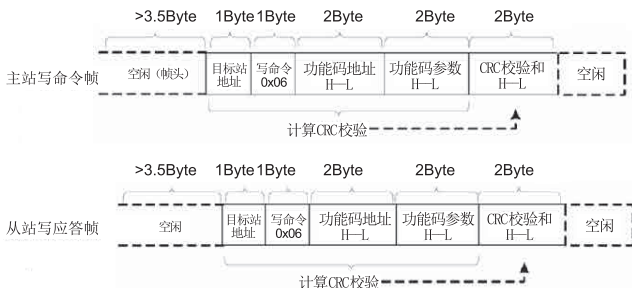 >3.5Byte 1Byte 1Byte 2Byte 2Byte 2Byte
主站写命令帧
空闲（帧头）
目标站
地址
写命令
0x06
功能码地址
H—L
功能码参数
H—L
CRC校验和
H—L
空闲
计算CRC校验
>3.5Byte 1Byte 1Byte 2Byte 2Byte 2Byte
从站写应答帧
空闲
目标站
地址
写命令
0x06
功能码地址
H—L
功能码参数
H—L
CRC校验和
H—L
空闲
计算CRC校验